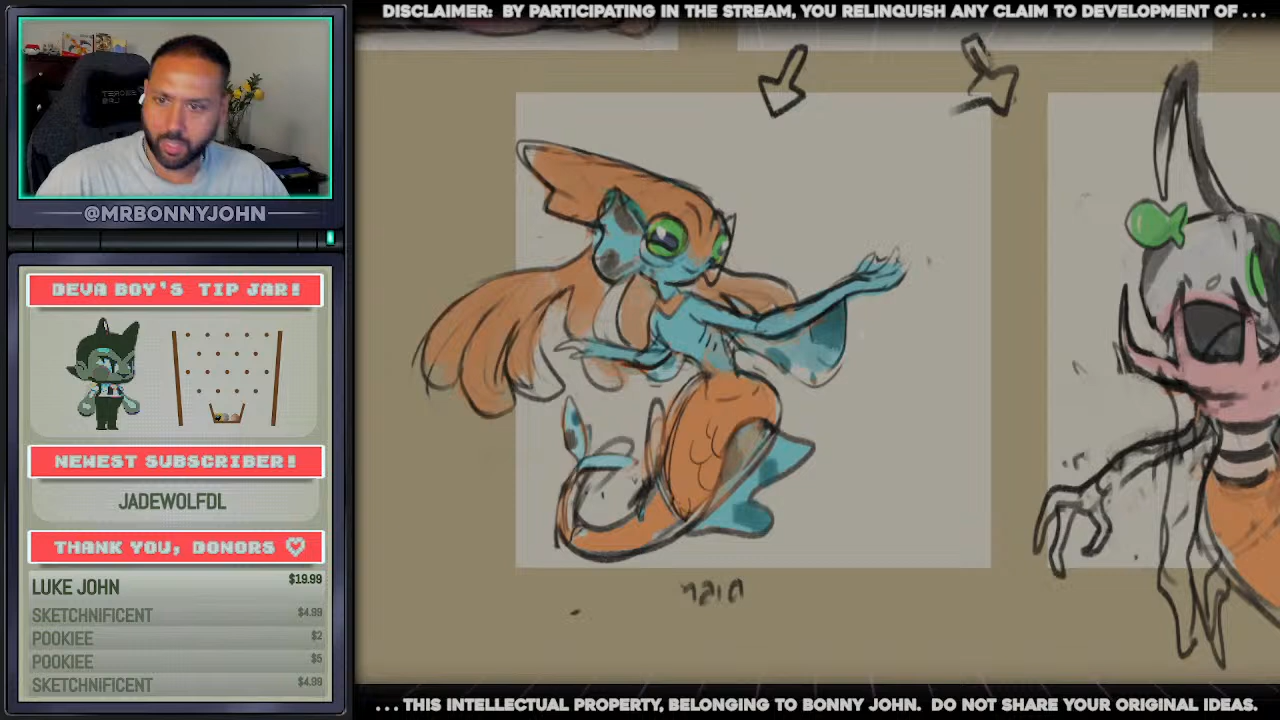 DISCLAIMER: BY PARTICIPATING IN THE STREAM, YOU RELINQUISH ANY CLAIM TO DEVELOPMENT OF . . .
@MRBONNYJOHN
DEVA BOY'S TIP JAR!
NEWEST SUBSCRIBER!
JADEWOLFDL
THANK YOU, DONORS ♡
LUKE JOHN $19.99
SKETCHNIFICENT $4.99
POOKIEE $2
POOKIEE $5
SKETCHNIFICENT $4.99
. . . THIS INTELLECTUAL PROPERTY, BELONGING TO BONNY JOHN. DO NOT SHARE YOUR ORIGINAL IDEAS.